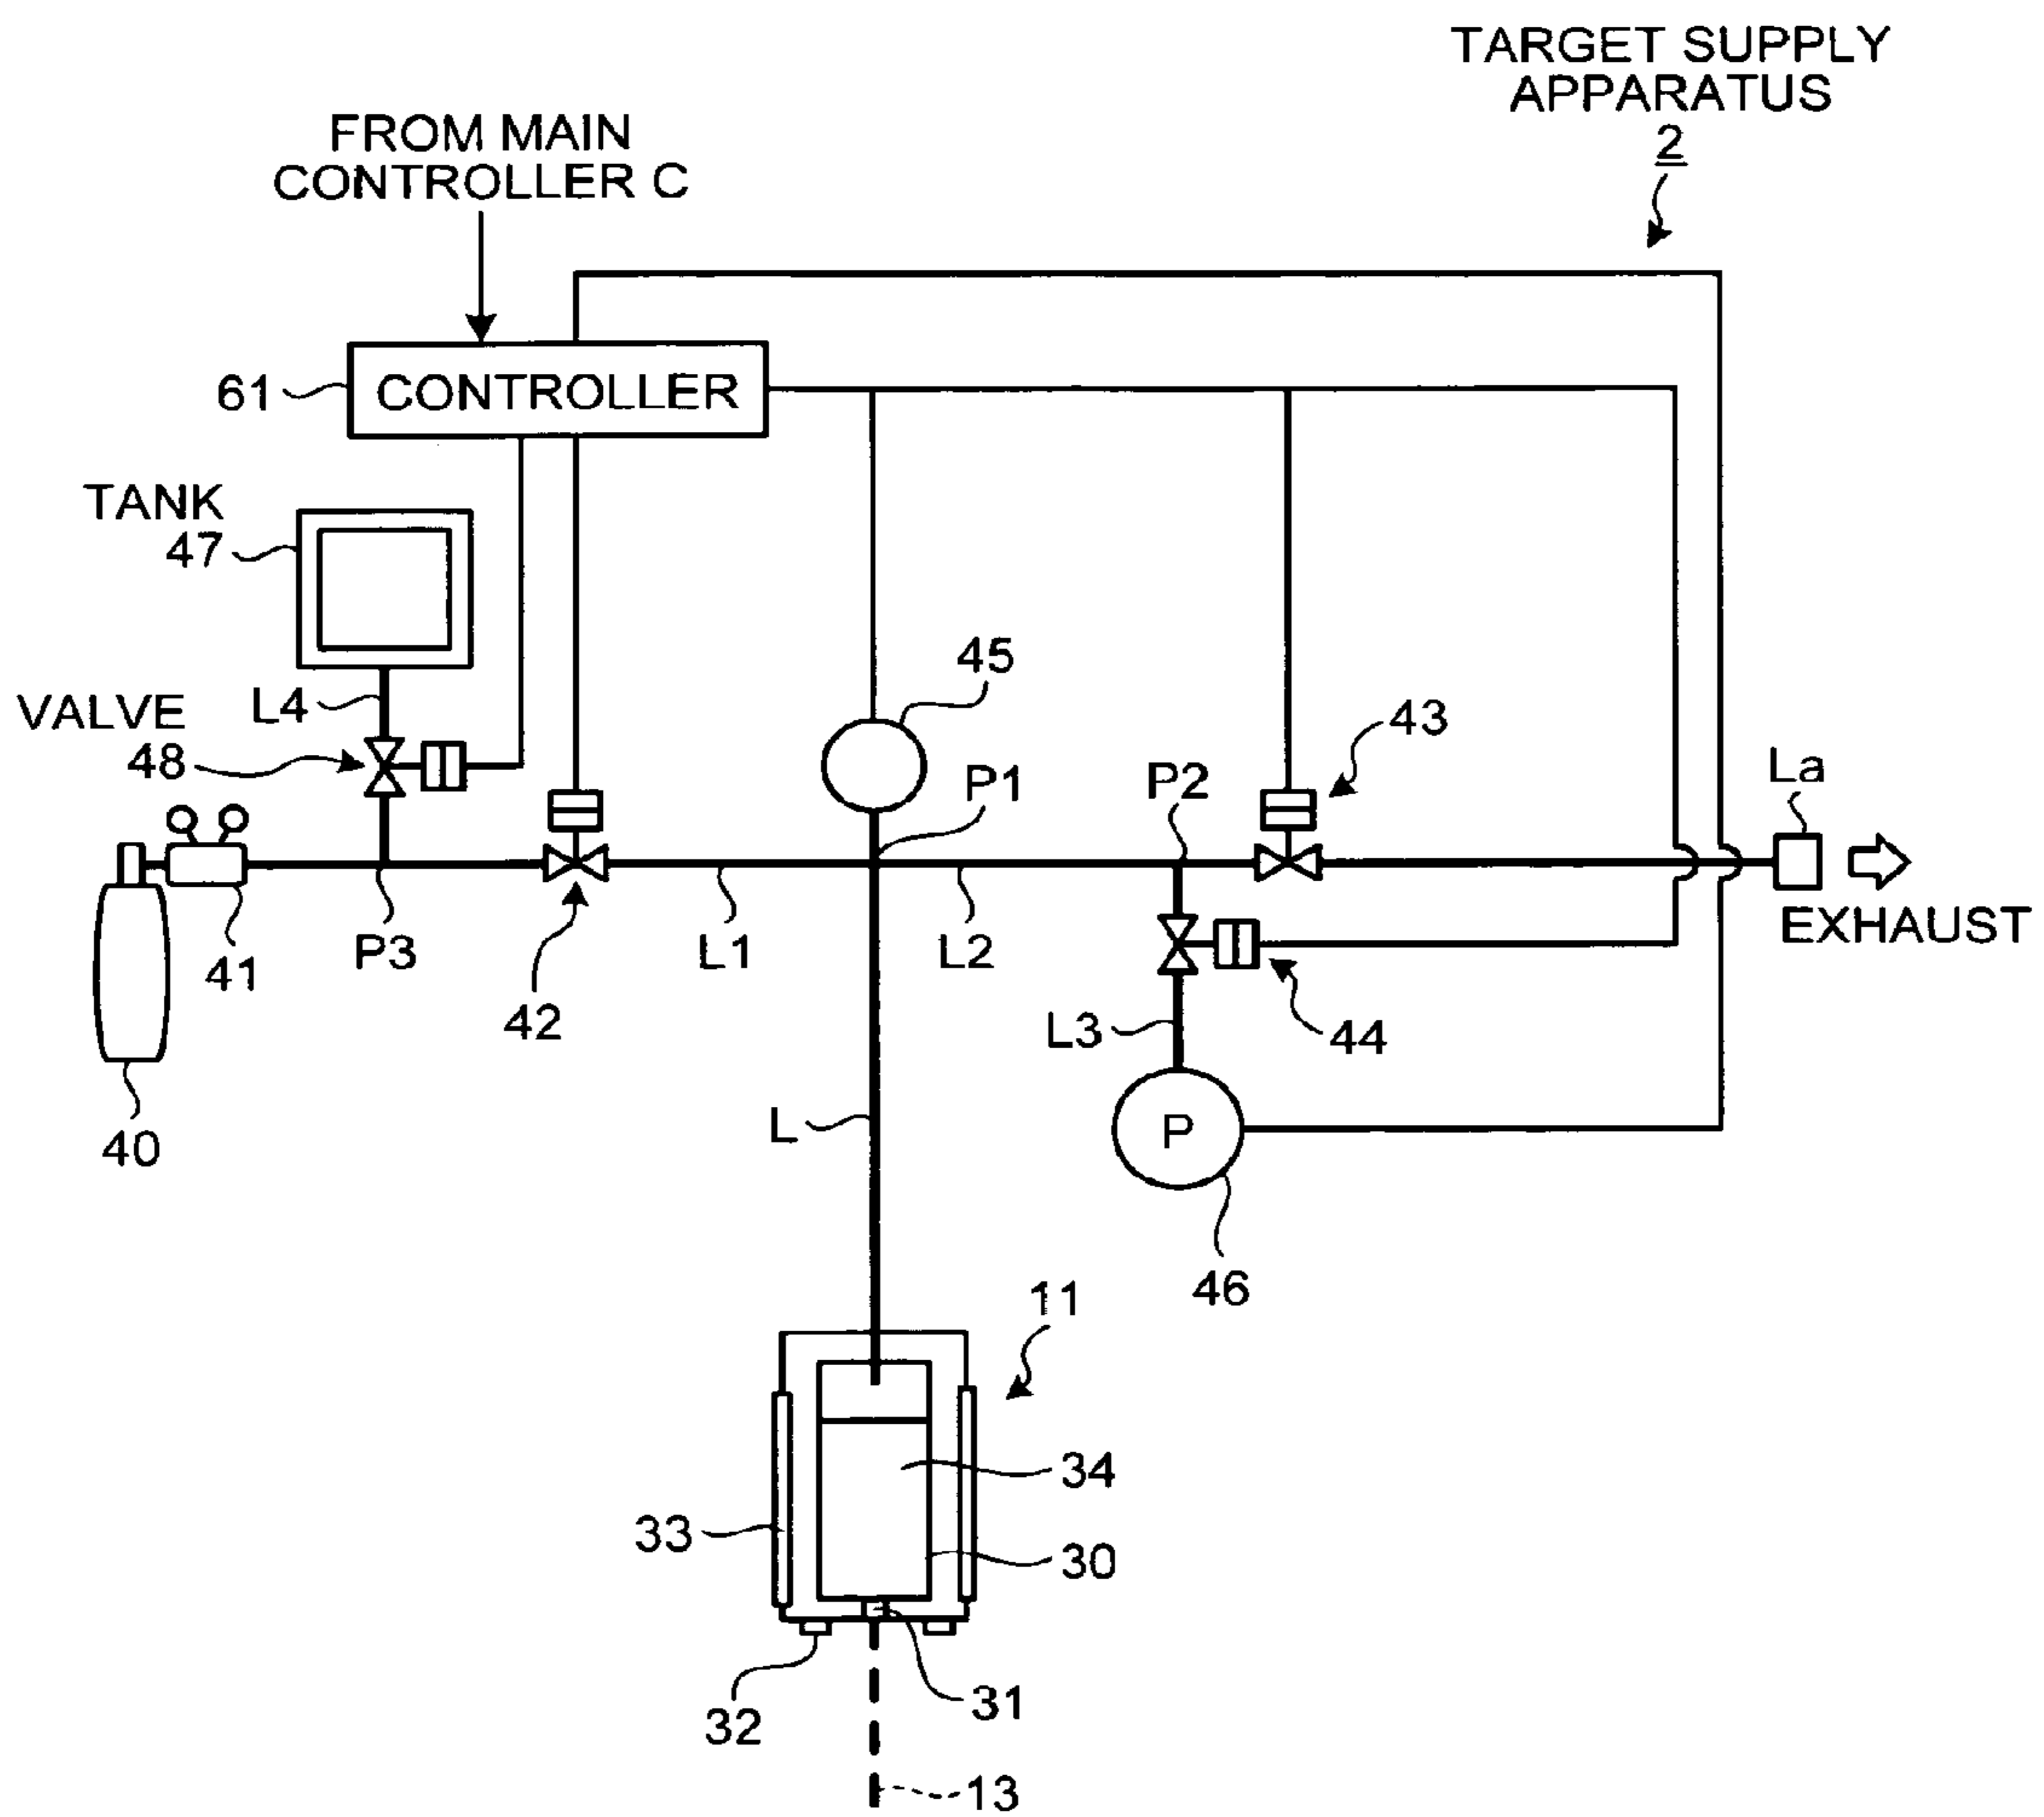 TARGET SUPPLY
APPARATUS
2
FROM MAIN
CONTROLLER C
61
CONTROLLER
TANK
47
VALVE
48
L4
45
43
P1
P2
La
41
P3
42
L1
L2
EXHAUST
44
L3
40
L
P
46
11
34
33
30
31
32
13